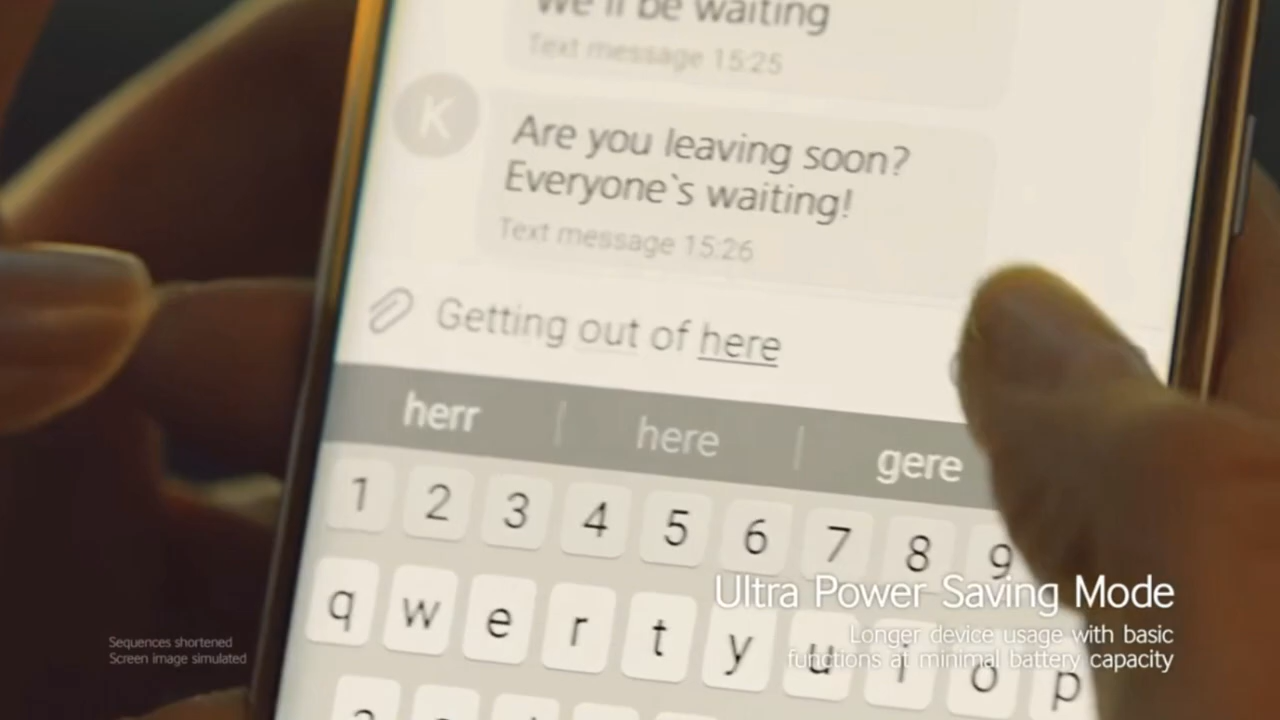 We'll be waiting
Text message 15:25
K
Are you leaving soon?
Everyone`s waiting!
Text message 15:26
Getting out of here
herr | here | gere
1 2 3 4 5 6 7 8 9
q w e r t y u i o p
Ultra Power Saving Mode
Longer device usage with basic
functions at minimal battery capacity
Sequences shortened
Screen image simulated